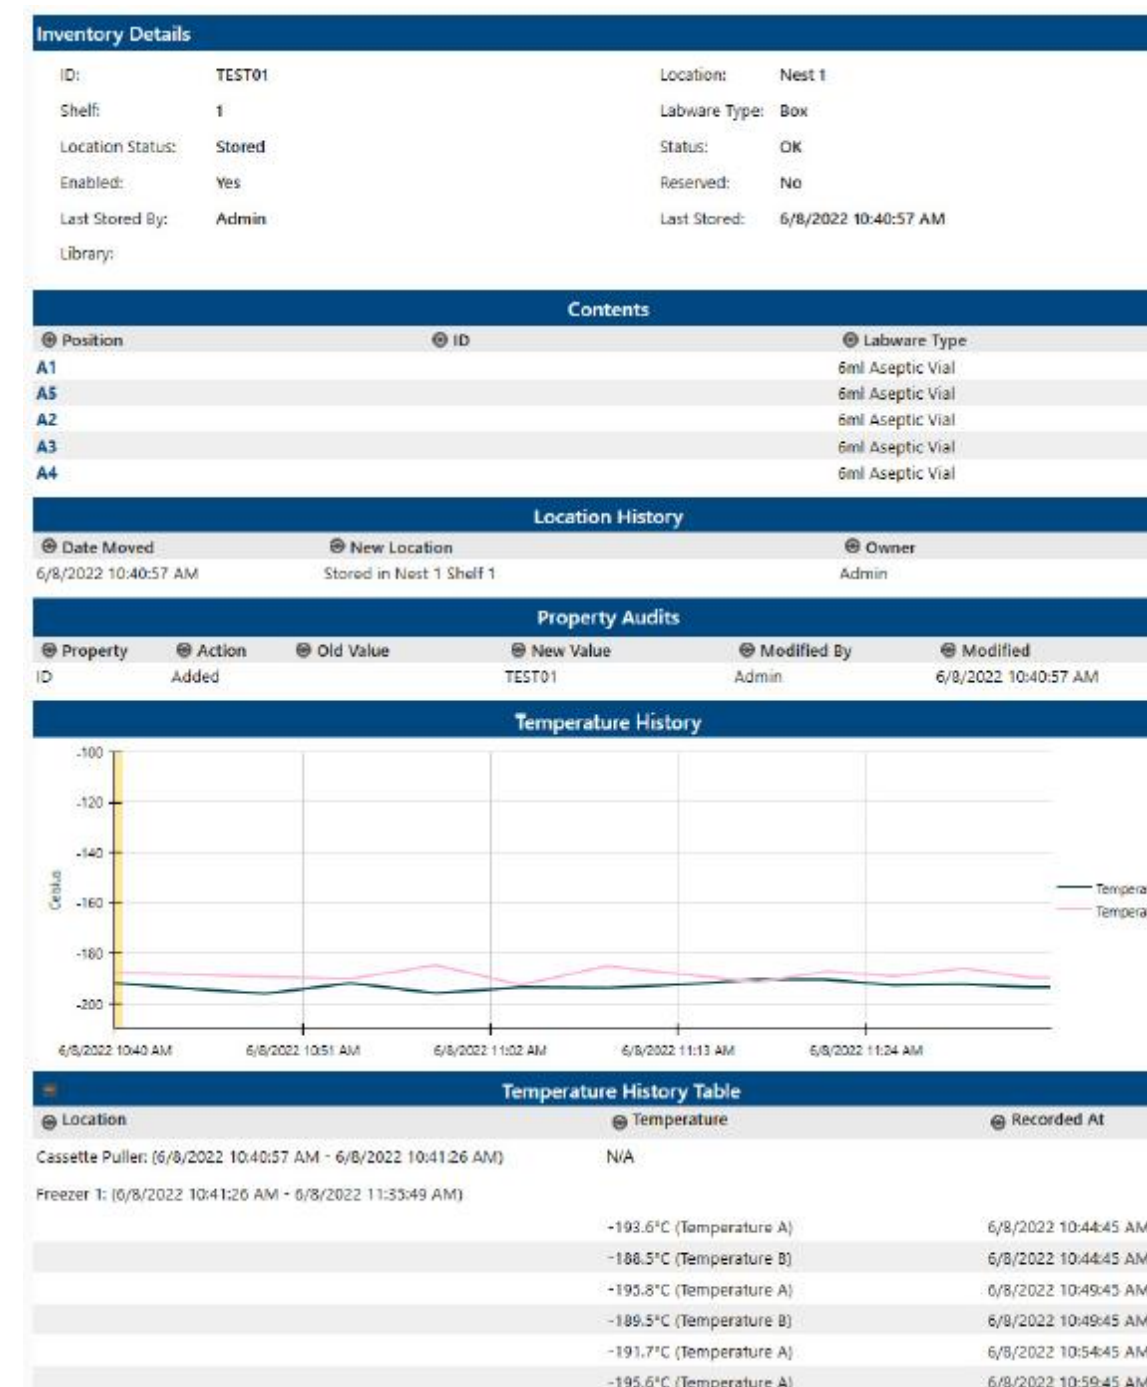 Inventory Details
ID: TEST01 Location: Nest 1
Shelf: 1 Labware Type: Box
Location Status: Stored Status: OK
Enabled: Yes Reserved: No
Last Stored By: Admin Last Stored: 6/8/2022 10:40:57 AM
Library:
Contents
Position ID Labware Type
A1 6ml Aseptic Vial
A5 6ml Aseptic Vial
A2 6ml Aseptic Vial
A3 6ml Aseptic Vial
A4 6ml Aseptic Vial
Location History
Date Moved New Location Owner
6/8/2022 10:40:57 AM Stored in Nest 1 Shelf 1 Admin
Property Audits
Property Action Old Value New Value Modified By Modified
ID Added TEST01 Admin 6/8/2022 10:40:57 AM
Temperature History
-100
-120
-140
Celsius
-160
-180
-200
Tempera
Tempera
6/8/2022 10:40 AM 6/8/2022 10:51 AM 6/8/2022 11:02 AM 6/8/2022 11:13 AM 6/8/2022 11:24 AM
Temperature History Table
Location Temperature Recorded At
Cassette Puller: (6/8/2022 10:40:57 AM - 6/8/2022 10:41:26 AM) N/A
Freezer 1: (6/8/2022 10:41:26 AM - 6/8/2022 11:35:49 AM)
-193.6°C (Temperature A) 6/8/2022 10:44:45 AM
-188.5°C (Temperature B) 6/8/2022 10:44:45 AM
-195.8°C (Temperature A) 6/8/2022 10:49:45 AM
-189.5°C (Temperature B) 6/8/2022 10:49:45 AM
-191.7°C (Temperature A) 6/8/2022 10:54:45 AM
-195.6°C (Temperature A) 6/8/2022 10:59:45 AM